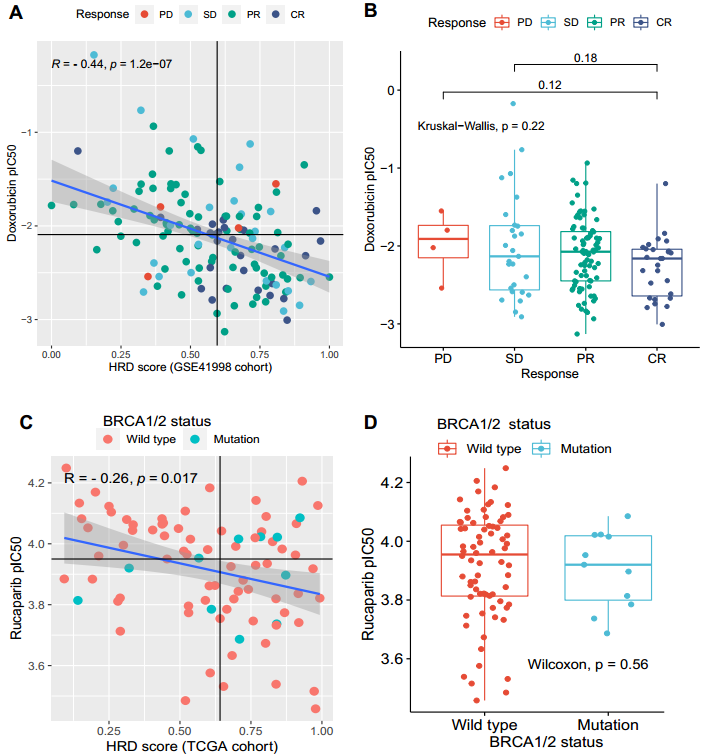 A
Response PD SD PR CR
R = - 0.44, p = 1.2e-07
Doxorubicin pIC50
−1
−2
−3
0.00 0.25 0.50 0.75 1.00
HRD score (GSE41998 cohort)
B
Response PD SD PR CR
0.18
0.12
Kruskal−Wallis, p = 0.22
Doxorubicin pIC50
0
−1
−2
−3
PD SD PR CR
Response
C
BRCA1/2 status
Wild type Mutation
R = - 0.26, p = 0.017
Rucaparib pIC50
4.2
4.0
3.8
3.6
0.25 0.50 0.75 1.00
HRD score (TCGA cohort)
D
BRCA1/2 status
Wild type Mutation
Rucaparib pIC50
4.2
4.0
3.8
3.6
Wilcoxon, p = 0.56
Wild type Mutation
BRCA1/2 status